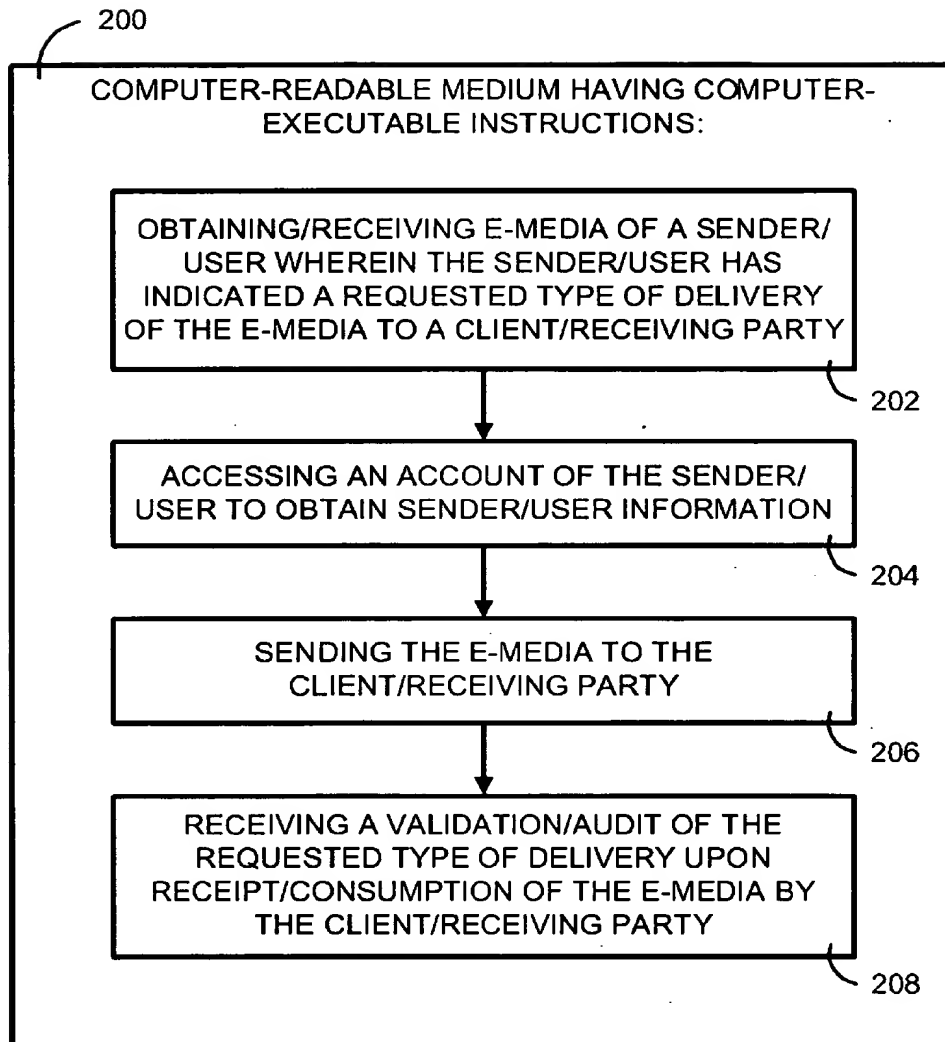 200
COMPUTER-READABLE MEDIUM HAVING COMPUTER-
EXECUTABLE INSTRUCTIONS:
OBTAINING/RECEIVING E-MEDIA OF A SENDER/
USER WHEREIN THE SENDER/USER HAS
INDICATED A REQUESTED TYPE OF DELIVERY
OF THE E-MEDIA TO A CLIENT/RECEIVING PARTY
202
ACCESSING AN ACCOUNT OF THE SENDER/
USER TO OBTAIN SENDER/USER INFORMATION
204
SENDING THE E-MEDIA TO THE
CLIENT/RECEIVING PARTY
206
RECEIVING A VALIDATION/AUDIT OF THE
REQUESTED TYPE OF DELIVERY UPON
RECEIPT/CONSUMPTION OF THE E-MEDIA BY
THE CLIENT/RECEIVING PARTY
208